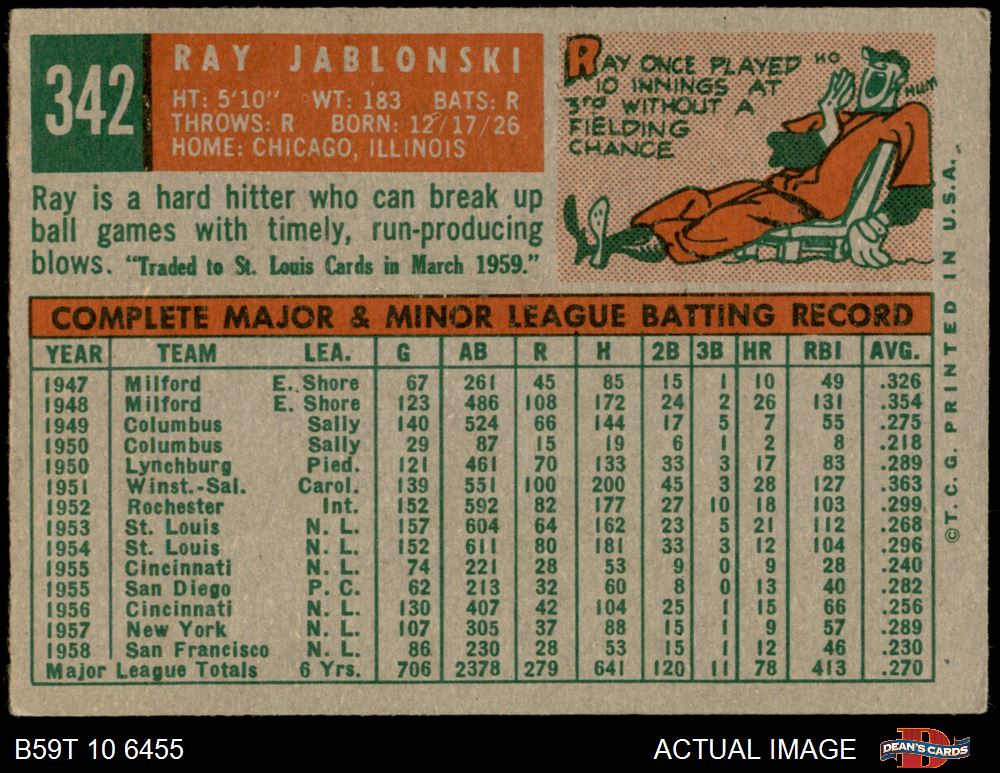 342
RAY JABLONSKI
HT: 5'10" WT: 183 BATS: R
THROWS: R BORN: 12/17/26
HOME: CHICAGO, ILLINOIS
Ray is a hard hitter who can break up
ball games with timely, run-producing
blows. "Traded to St. Louis Cards in March 1959."
RAY ONCE PLAYED
10 INNINGS AT
3RD WITHOUT A
FIELDING
CHANCE
HO
HUM
COMPLETE MAJOR & MINOR LEAGUE BATTING RECORD
YEAR TEAM LEA. G AB R H 2B 3B HR RBI AVG.
1947 Milford E. Shore 67 261 45 85 15 1 10 49 .326
1948 Milford E. Shore 123 486 108 172 24 2 26 131 .354
1949 Columbus Sally 140 524 66 144 17 5 7 55 .275
1950 Columbus Sally 29 87 15 19 6 1 2 8 .218
1950 Lynchburg Pied. 121 461 70 133 33 3 17 83 .289
1951 Winst.-Sal. Carol. 139 551 100 200 45 3 28 127 .363
1952 Rochester Int. 152 592 82 177 27 10 18 103 .299
1953 St. Louis N. L. 157 604 64 162 23 5 21 112 .268
1954 St. Louis N. L. 152 611 80 181 33 3 12 104 .296
1955 Cincinnati N. L. 74 221 28 53 9 0 9 28 .240
1955 San Diego P. C. 62 213 32 60 8 0 13 40 .282
1956 Cincinnati N. L. 130 407 42 104 25 1 15 66 .256
1957 New York N. L. 107 305 37 88 15 1 9 57 .289
1958 San Francisco N. L. 86 230 28 53 15 1 12 46 .230
Major League Totals 6 Yrs. 706 2378 279 641 120 11 78 413 .270
©T. C. G. PRINTED IN U.S.A.
B59T 10 6455
ACTUAL IMAGE
D
DEAN'S CARDS